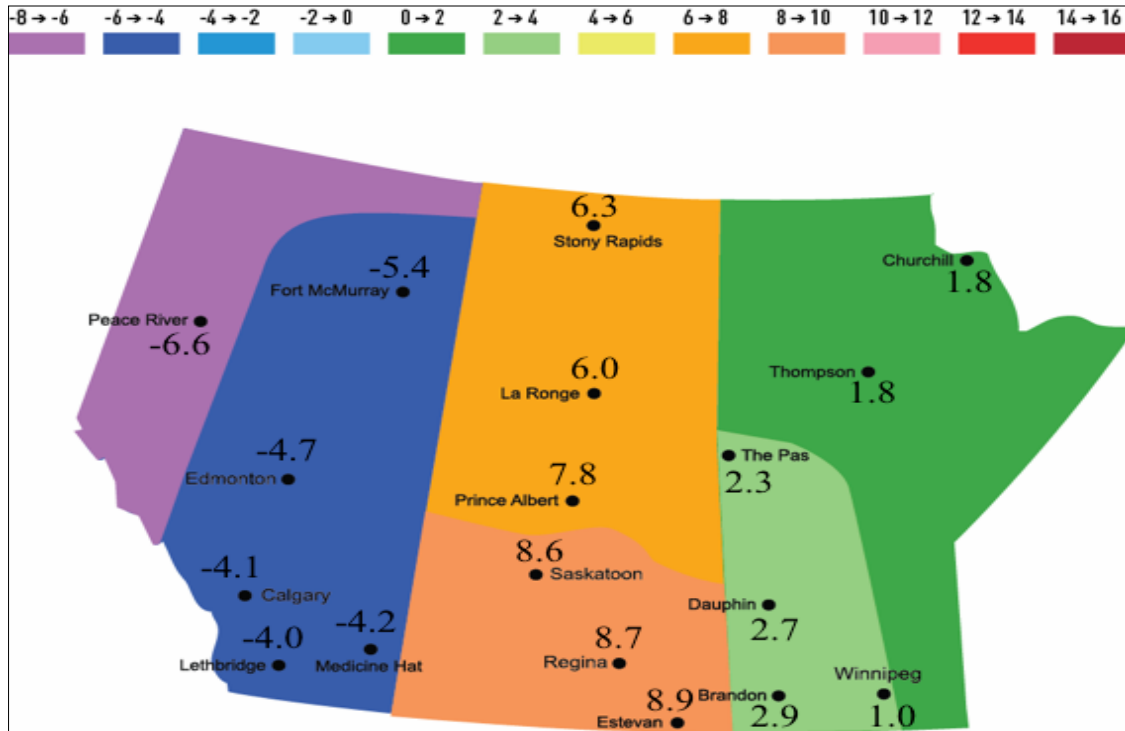 -8 → -6 -6 → -4 -4 → -2 -2 → 0 0 → 2 2 → 4 4 → 6 6 → 8 8 → 10 10 → 12 12 → 14 14 → 16
6.3
Stony Rapids
Churchill
1.8
-5.4
Fort McMurray
Peace River
-6.6
6.0
La Ronge
Thompson
1.8
-4.7
Edmonton
The Pas
2.3
7.8
Prince Albert
8.6
Saskatoon
-4.1
Calgary
Dauphin
2.7
-4.0
Lethbridge
-4.2
Medicine Hat
8.7
Regina
Winnipeg
1.0
Brandon
2.9
8.9
Estevan